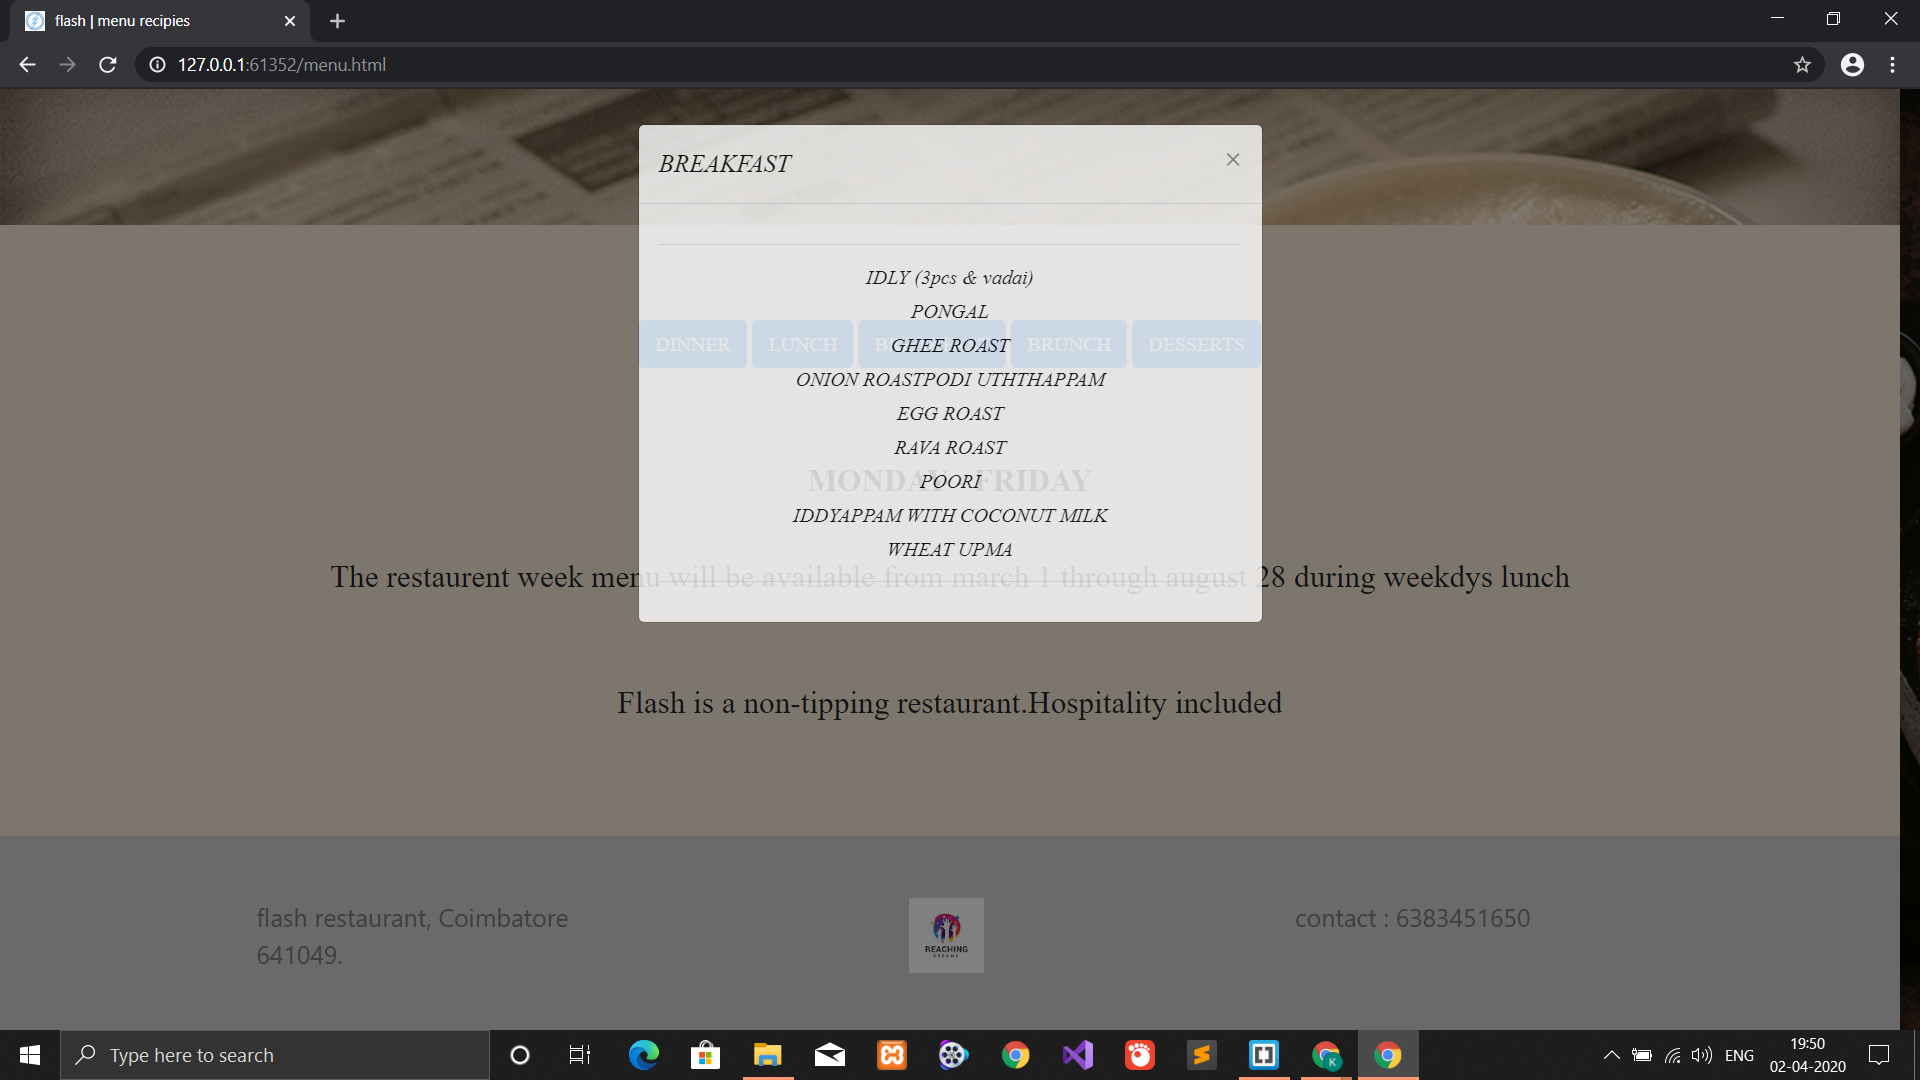 flash | menu recipies
127.0.0.1:61352/menu.html
BREAKFAST
IDLY (3pcs & vadai)
PONGAL
DINNER LUNCH BRUNCH DESSERTS
GHEE ROAST
ONION ROASTPODI UTHTHAPPAM
EGG ROAST
RAVA ROAST
MONDAY - FRIDAY
POORI
IDDYAPPAM WITH COCONUT MILK
WHEAT UPMA
The restaurent week menu will be available from march 1 through august 28 during weekdys lunch
Flash is a non-tipping restaurant.Hospitality included
flash restaurant, Coimbatore
641049.
REACHING
DREAMS
contact : 6383451650
Type here to search
K
ENG
19:50
02-04-2020